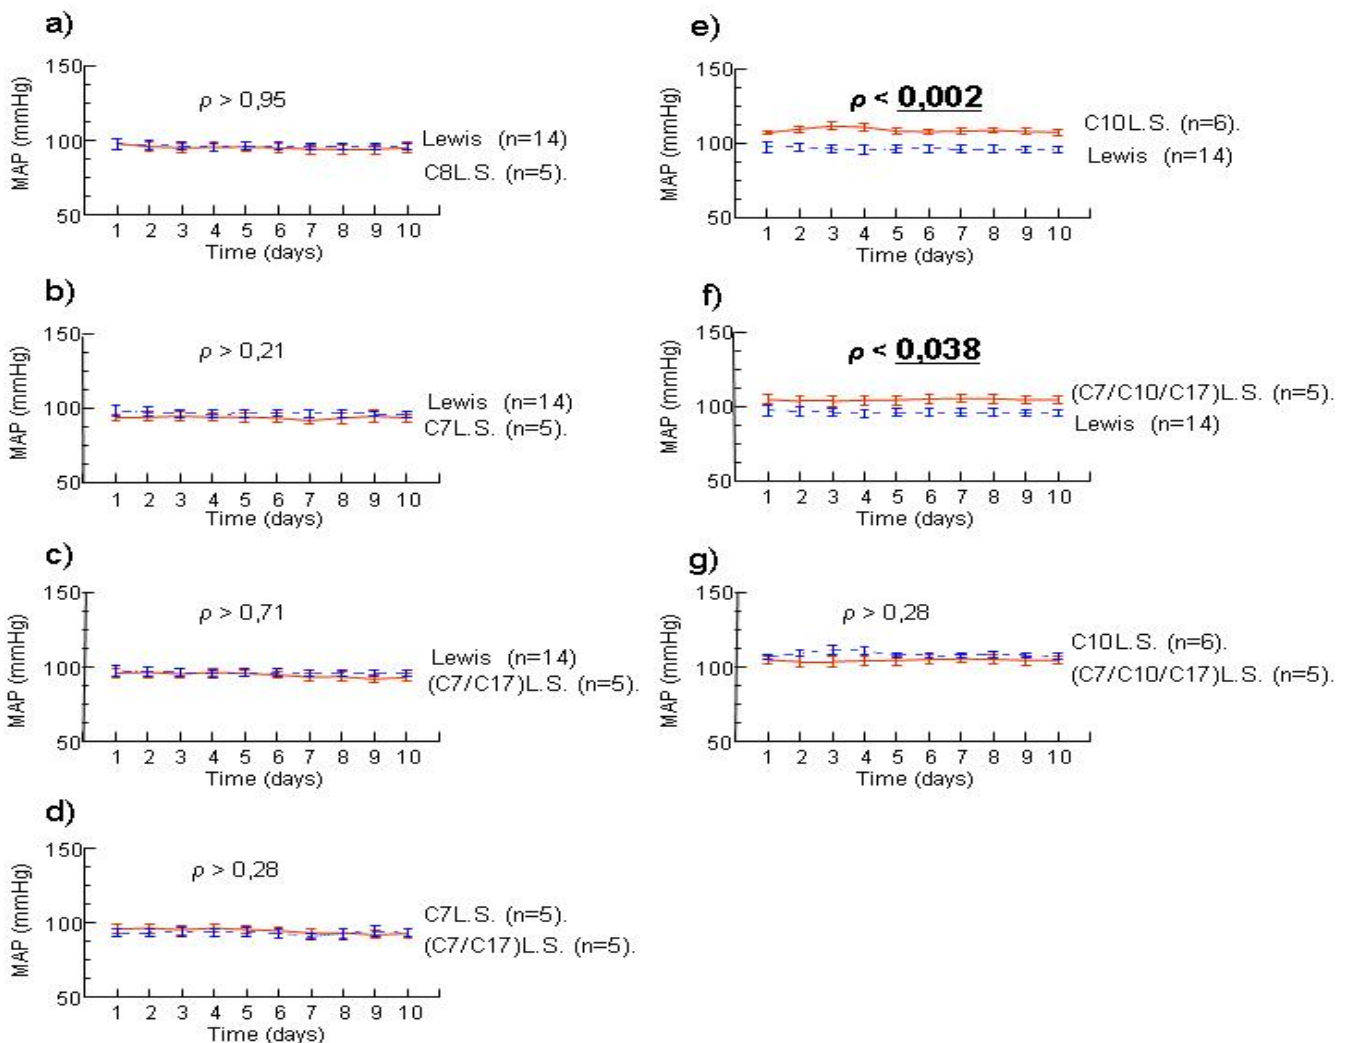 a)
MAP (mmHg)
150
100
50
ρ > 0,95
Lewis (n=14)
C8L.S. (n=5).
1 2 3 4 5 6 7 8 9 10
Time (days)
b)
MAP (mmHg)
150
100
50
ρ > 0,21
Lewis (n=14)
C7L.S. (n=5).
1 2 3 4 5 6 7 8 9 10
Time (days)
c)
MAP (mmHg)
150
100
50
ρ > 0,71
Lewis (n=14)
(C7/C17)L.S. (n=5).
1 2 3 4 5 6 7 8 9 10
Time (days)
d)
MAP (mmHg)
150
100
50
ρ > 0,28
C7L.S. (n=5).
(C7/C17)L.S. (n=5).
1 2 3 4 5 6 7 8 9 10
Time (days)
e)
MAP (mmHg)
150
100
50
ρ < 0,002
C10L.S. (n=6).
Lewis (n=14)
1 2 3 4 5 6 7 8 9 10
Time (days)
f)
MAP (mmHg)
150
100
50
ρ < 0,038
(C7/C10/C17)L.S. (n=5).
Lewis (n=14)
1 2 3 4 5 6 7 8 9 10
Time (days)
g)
MAP (mmHg)
150
100
50
ρ > 0,28
C10L.S. (n=6).
(C7/C10/C17)L.S. (n=5).
1 2 3 4 5 6 7 8 9 10
Time (days)